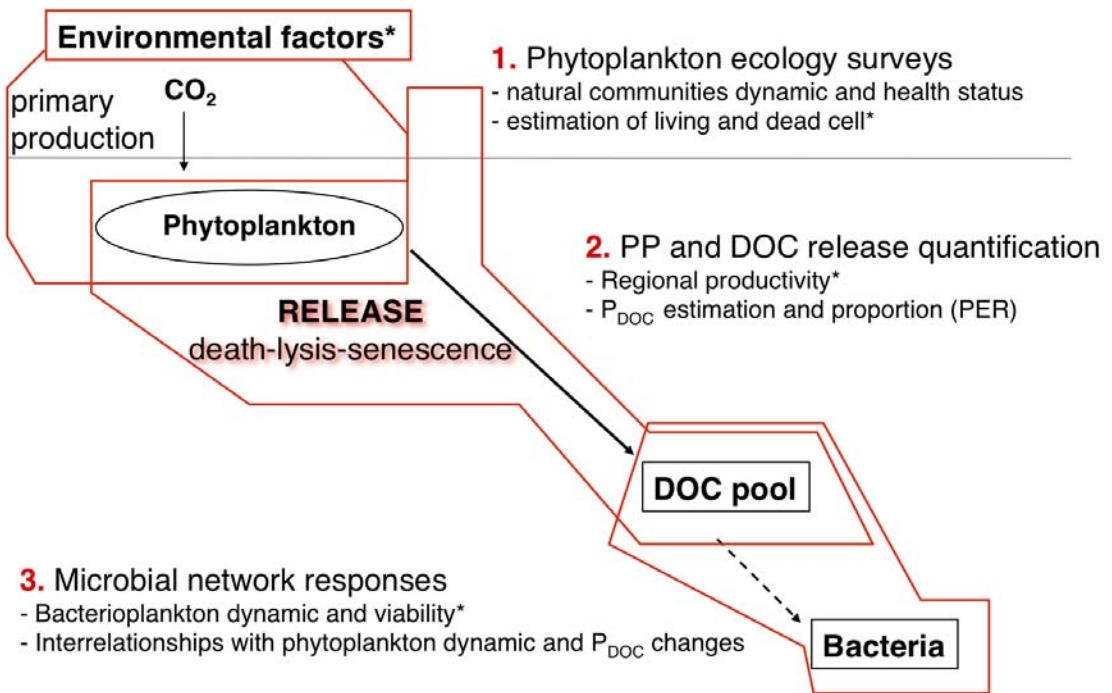 Environmental factors*
primary
production
CO₂
1. Phytoplankton ecology surveys
- natural communities dynamic and health status
- estimation of living and dead cell*
Phytoplankton
2. PP and DOC release quantification
- Regional productivity*
- P_DOC estimation and proportion (PER)
RELEASE
death-lysis-senescence
DOC pool
3. Microbial network responses
- Bacterioplankton dynamic and viability*
- Interrelationships with phytoplankton dynamic and P_DOC changes
Bacteria